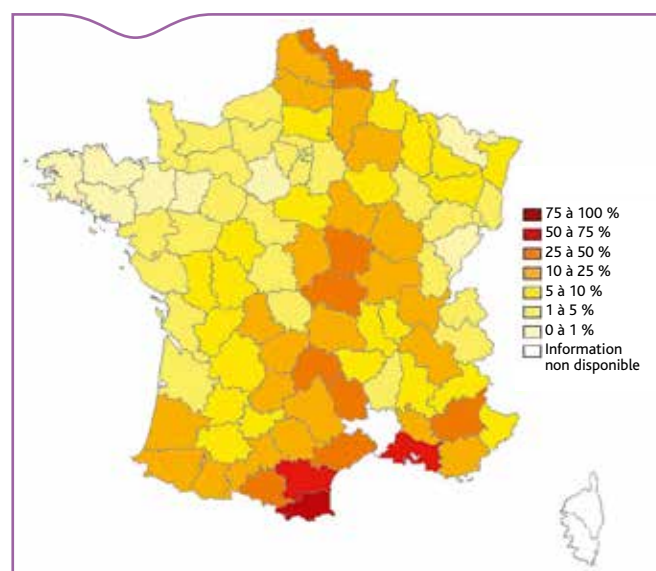 75 à 100 %
50 à 75 %
25 à 50 %
10 à 25 %
5 à 10 %
1 à 5 %
0 à 1 %
Information
non disponible